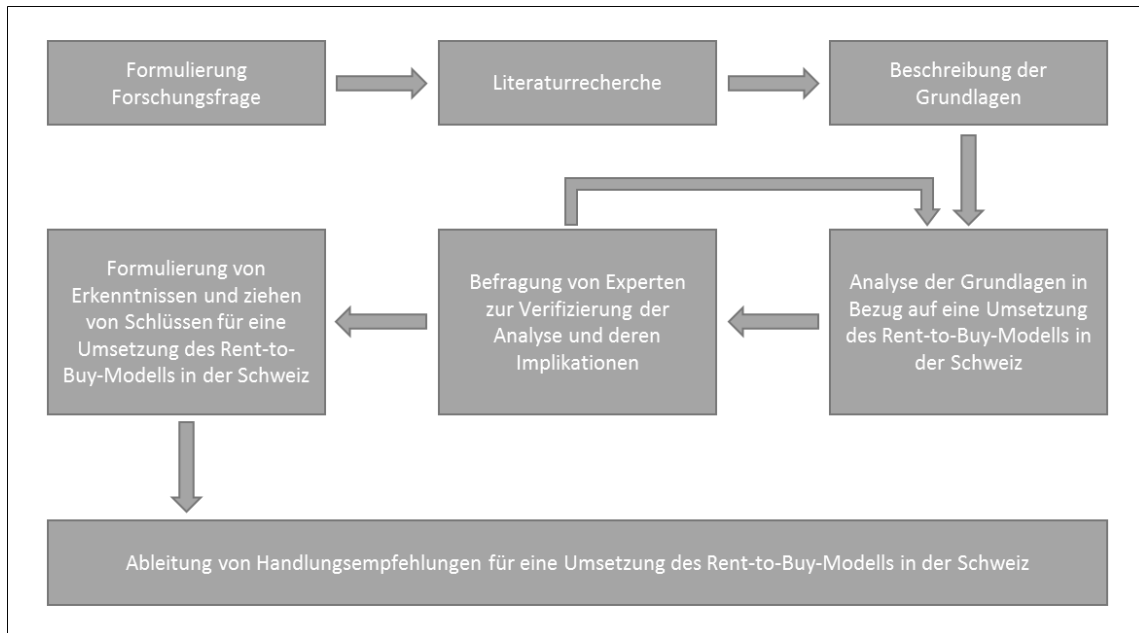 Formulierung
Forschungsfrage
Literaturrecherche
Beschreibung der
Grundlagen
Analyse der Grundlagen in
Bezug auf eine Umsetzung
des Rent-to-Buy-Modells in
der Schweiz
Befragung von Experten
zur Verifizierung der
Analyse und deren
Implikationen
Formulierung von
Erkenntnissen und ziehen
von Schlüssen für eine
Umsetzung des Rent-to-
Buy-Modells in der Schweiz
Ableitung von Handlungsempfehlungen für eine Umsetzung des Rent-to-Buy-Modells in der Schweiz